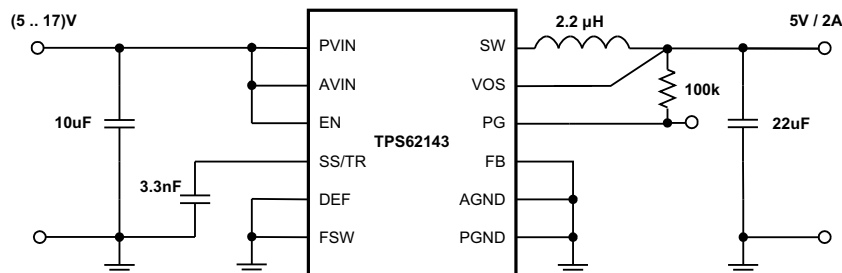 (5 .. 17)V
2.2 µH
5V / 2A
PVIN
SW
AVIN
VOS
100k
10uF
EN
PG
22uF
TPS62143
3.3nF
SS/TR
FB
DEF
AGND
FSW
PGND